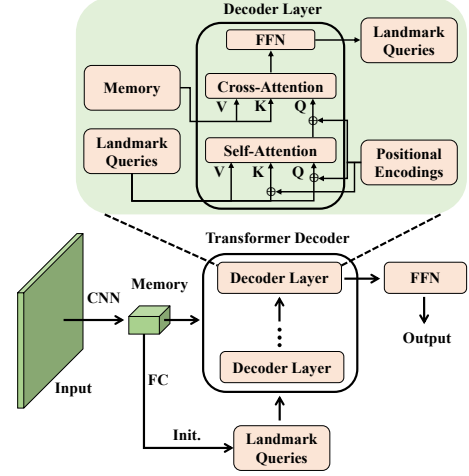 Decoder Layer
FFN
Landmark
Queries
Memory
Cross-Attention
V K Q
Landmark
Queries
Self-Attention
Positional
Encodings
V K Q
Transformer Decoder
Memory
Decoder Layer
FFN
CNN
Output
Decoder Layer
Input
FC
Init.
Landmark
Queries